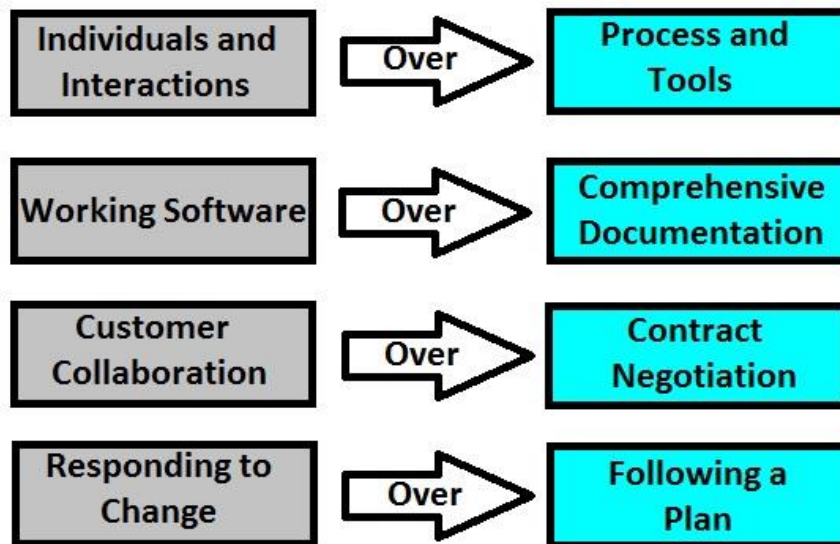 Individuals and
Interactions
Over
Process and
Tools
Working Software
Over
Comprehensive
Documentation
Customer
Collaboration
Over
Contract
Negotiation
Responding to
Change
Over
Following a
Plan